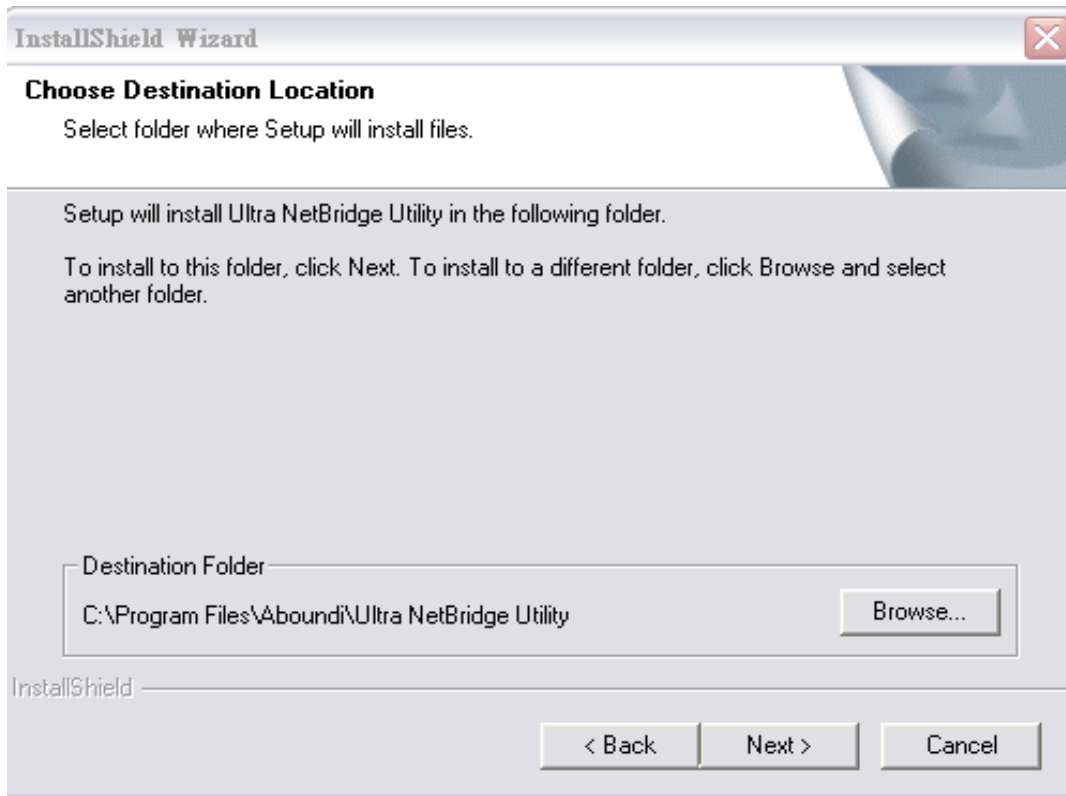 InstallShield Wizard
Choose Destination Location
Select folder where Setup will install files.
Setup will install Ultra NetBridge Utility in the following folder.
To install to this folder, click Next. To install to a different folder, click Browse and select
another folder.
Destination Folder
C:\Program Files\Aboundi\Ultra NetBridge Utility
Browse...
InstallShield
< Back
Next >
Cancel